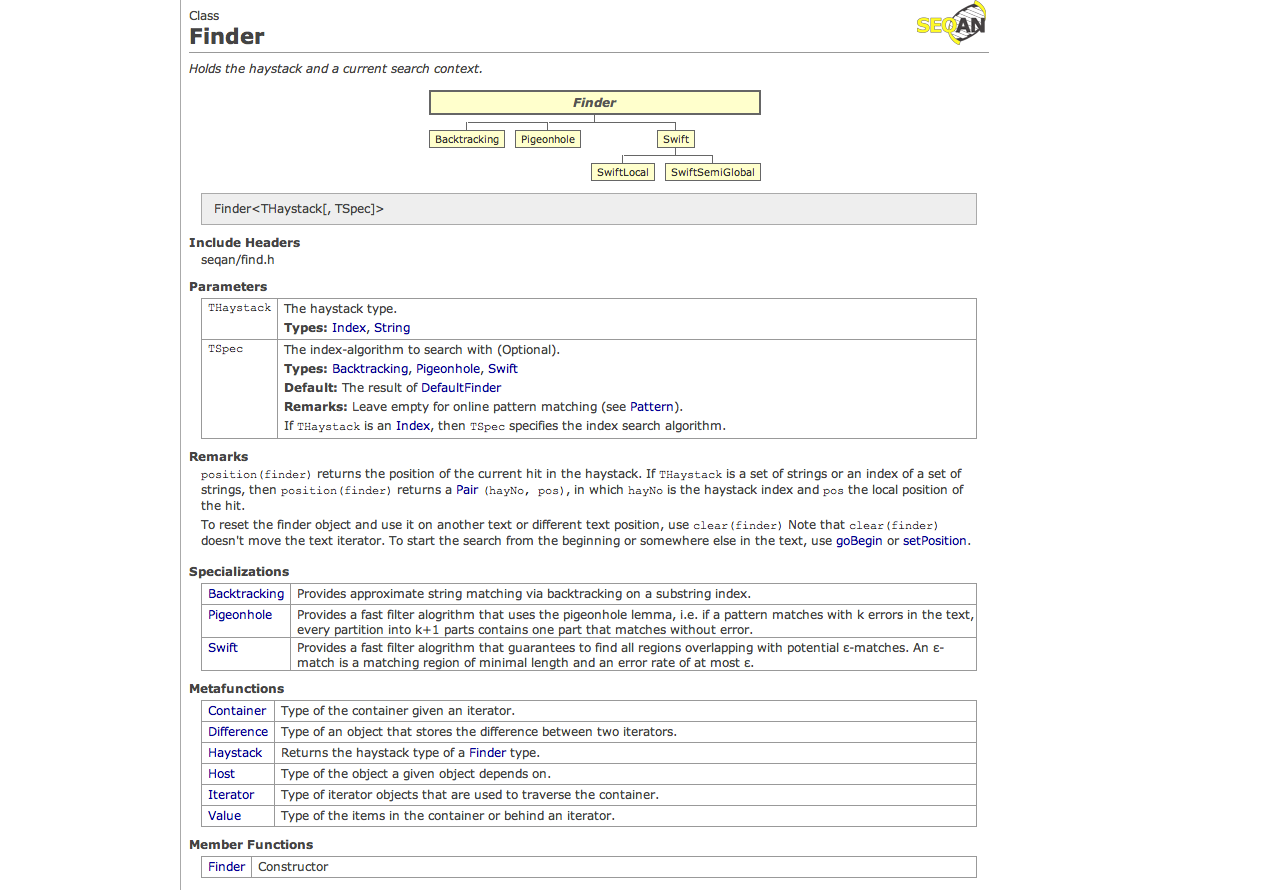 Class
Finder
SEQAN
Holds the haystack and a current search context.
Finder
Backtracking Pigeonhole Swift
SwiftLocal SwiftSemiGlobal
Finder<THaystack[, TSpec]>
Include Headers
seqan/find.h
Parameters
THaystack The haystack type.
Types: Index, String
TSpec The index-algorithm to search with (Optional).
Types: Backtracking, Pigeonhole, Swift
Default: The result of DefaultFinder
Remarks: Leave empty for online pattern matching (see Pattern).
If THaystack is an Index, then TSpec specifies the index search algorithm.
Remarks
position(finder) returns the position of the current hit in the haystack. If THaystack is a set of strings or an index of a set of
strings, then position(finder) returns a Pair (hayNo, pos), in which hayNo is the haystack index and pos the local position of
the hit.
To reset the finder object and use it on another text or different text position, use clear(finder) Note that clear(finder)
doesn't move the text iterator. To start the search from the beginning or somewhere else in the text, use goBegin or setPosition.
Specializations
Backtracking Provides approximate string matching via backtracking on a substring index.
Pigeonhole Provides a fast filter alogrithm that uses the pigeonhole lemma, i.e. if a pattern matches with k errors in the text,
every partition into k+1 parts contains one part that matches without error.
Swift Provides a fast filter alogrithm that guarantees to find all regions overlapping with potential ε-matches. An ε-
match is a matching region of minimal length and an error rate of at most ε.
Metafunctions
Container Type of the container given an iterator.
Difference Type of an object that stores the difference between two iterators.
Haystack Returns the haystack type of a Finder type.
Host Type of the object a given object depends on.
Iterator Type of iterator objects that are used to traverse the container.
Value Type of the items in the container or behind an iterator.
Member Functions
Finder Constructor